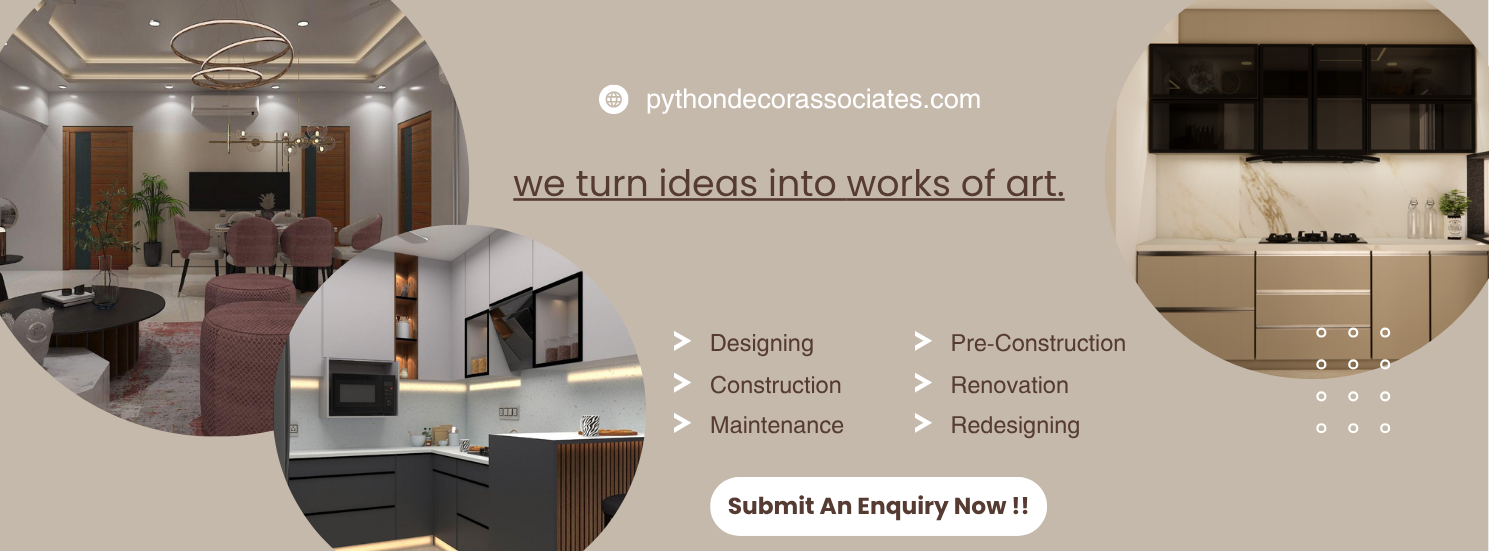 pythondecorassociates.com
we turn ideas into works of art.
Designing
Construction
Maintenance
Pre-Construction
Renovation
Redesigning
Submit An Enquiry Now !!